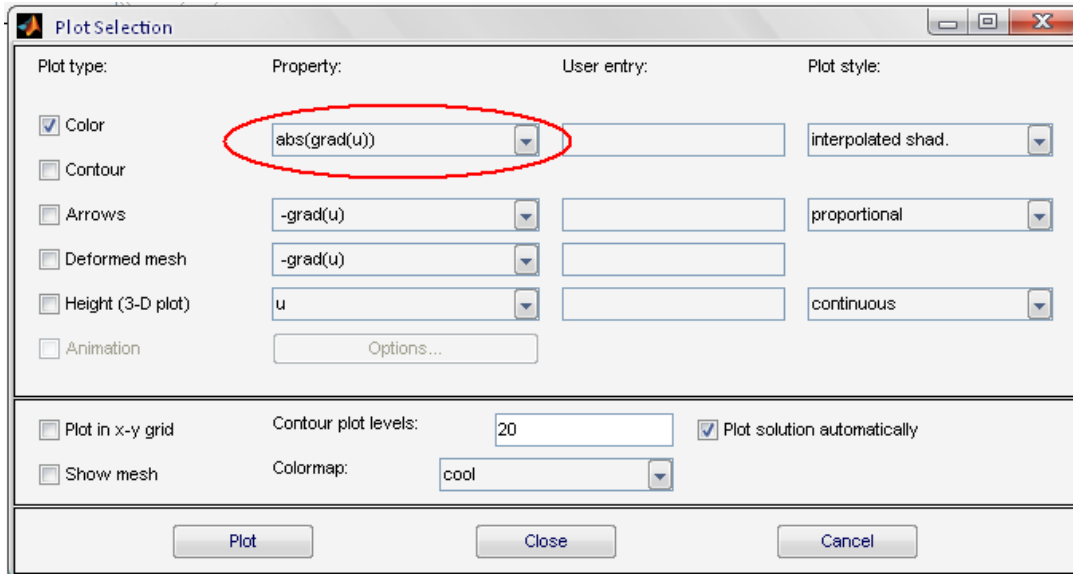 Plot Selection
Plot type: Property: User entry: Plot style:
Color abs(grad(u)) interpolated shad.
Contour
Arrows -grad(u) proportional
Deformed mesh -grad(u)
Height (3-D plot) u continuous
Animation Options...
Plot in x-y grid Contour plot levels: 20 Plot solution automatically
Show mesh Colormap: cool
Plot Close Cancel